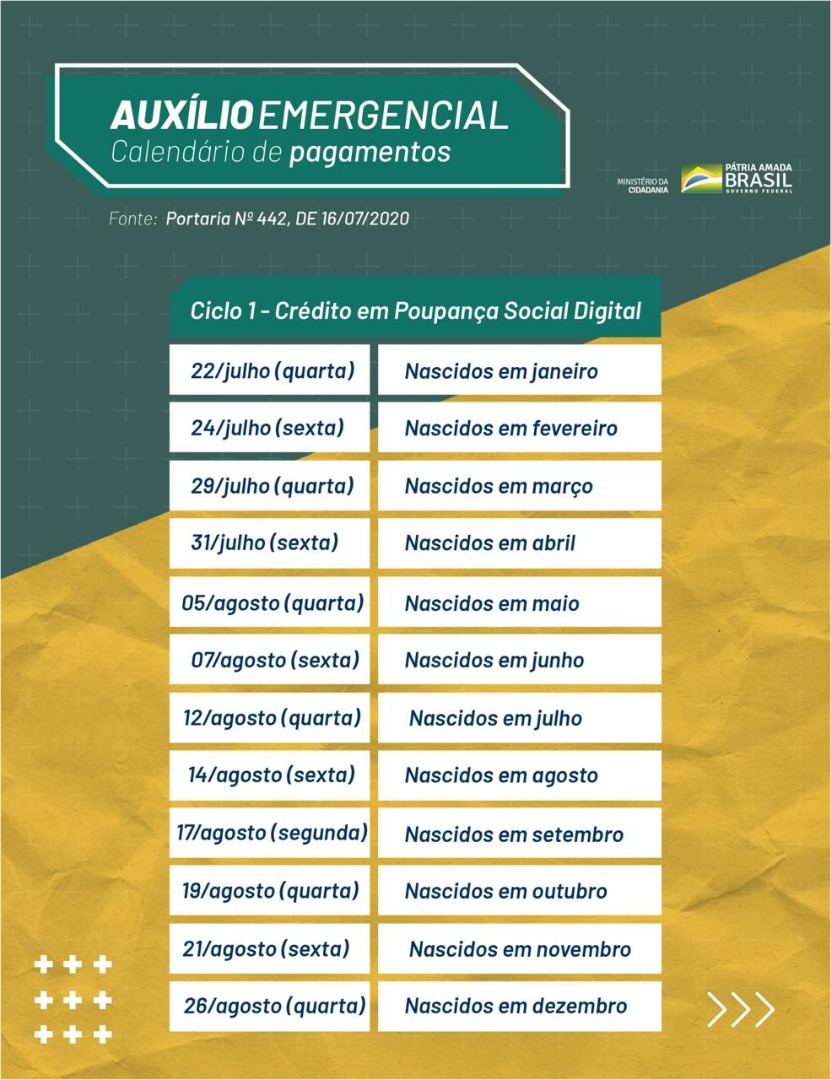 AUXÍLIO EMERGENCIAL
Calendário de pagamentos
MINISTÉRIO DA
CIDADANIA
PÁTRIA AMADA
BRASIL
GOVERNO FEDERAL
Fonte: Portaria Nº 442, DE 16/07/2020
Ciclo 1 - Crédito em Poupança Social Digital
22/julho (quarta) Nascidos em janeiro
24/julho (sexta) Nascidos em fevereiro
29/julho (quarta) Nascidos em março
31/julho (sexta) Nascidos em abril
05/agosto (quarta) Nascidos em maio
07/agosto (sexta) Nascidos em junho
12/agosto (quarta) Nascidos em julho
14/agosto (sexta) Nascidos em agosto
17/agosto (segunda) Nascidos em setembro
19/agosto (quarta) Nascidos em outubro
21/agosto (sexta) Nascidos em novembro
26/agosto (quarta) Nascidos em dezembro